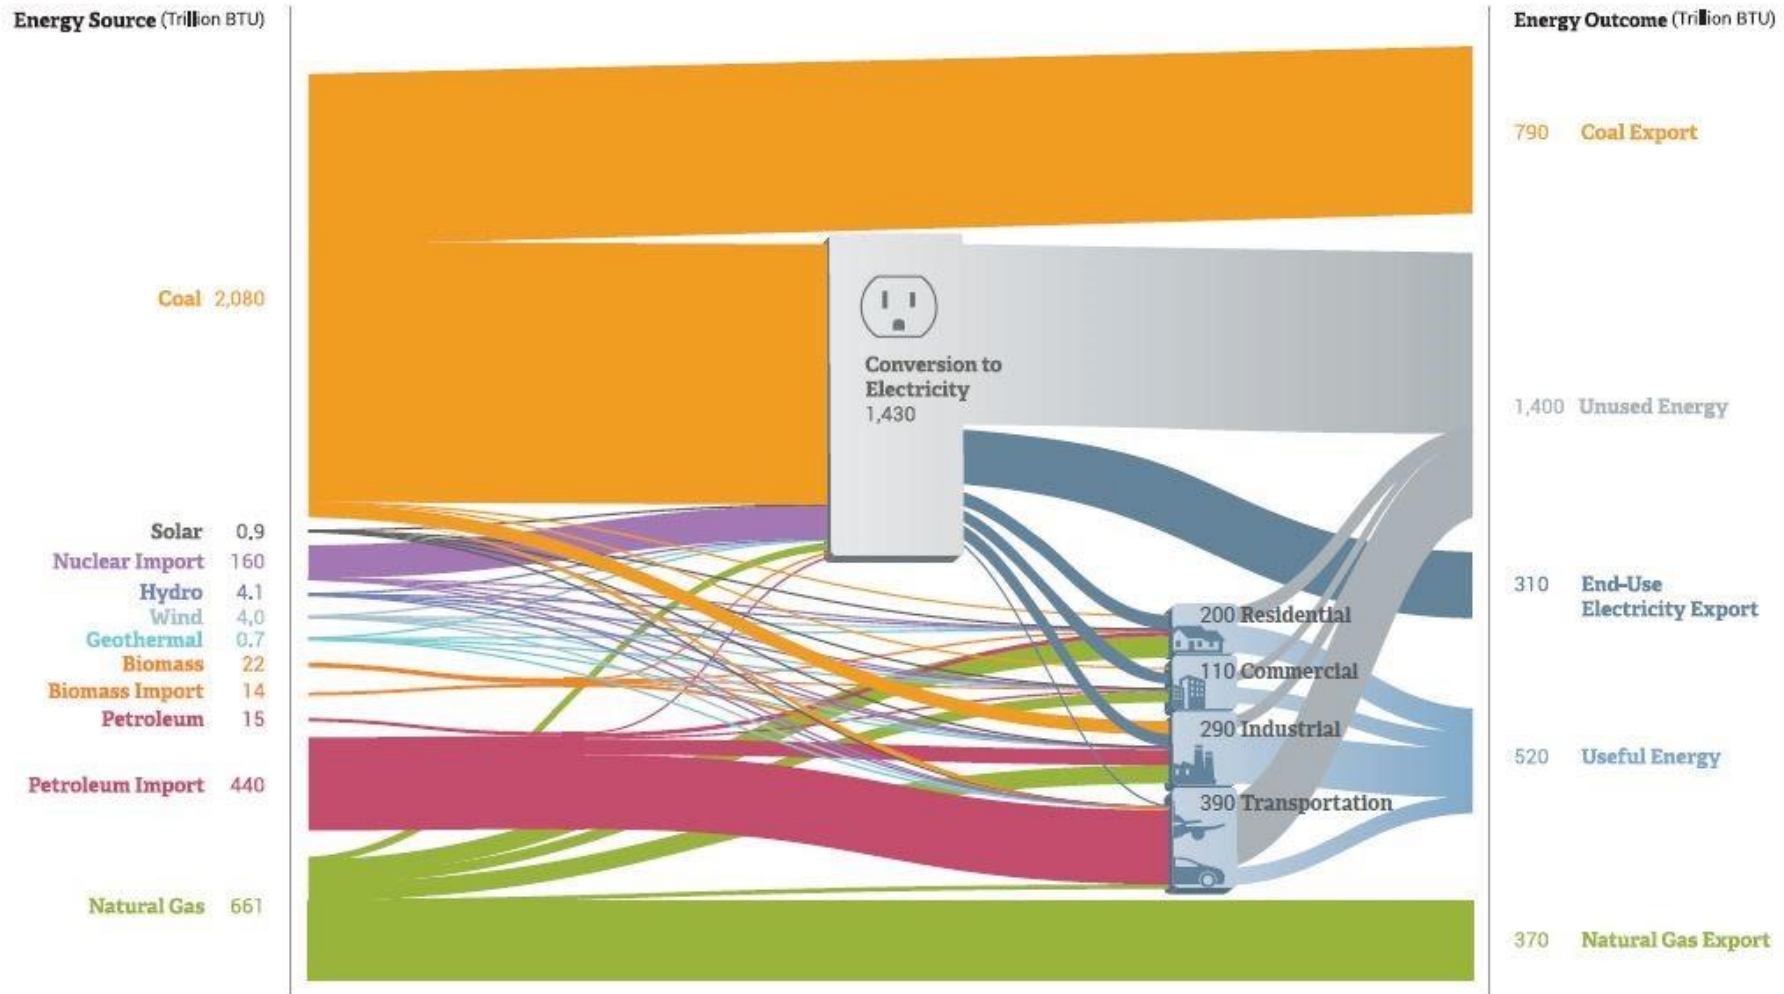 Energy Source (Trillion BTU)
Energy Outcome (Trillion BTU)
Coal 2,080
Solar 0.9
Nuclear Import 160
Hydro 4.1
Wind 4,0
Geothermal 0.7
Biomass 22
Biomass Import 14
Petroleum 15
Petroleum Import 440
Natural Gas 661
Conversion to
Electricity
1,430
200 Residential
110 Commercial
290 Industrial
390 Transportation
790 Coal Export
1,400 Unused Energy
310 End-Use
Electricity Export
520 Useful Energy
370 Natural Gas Export